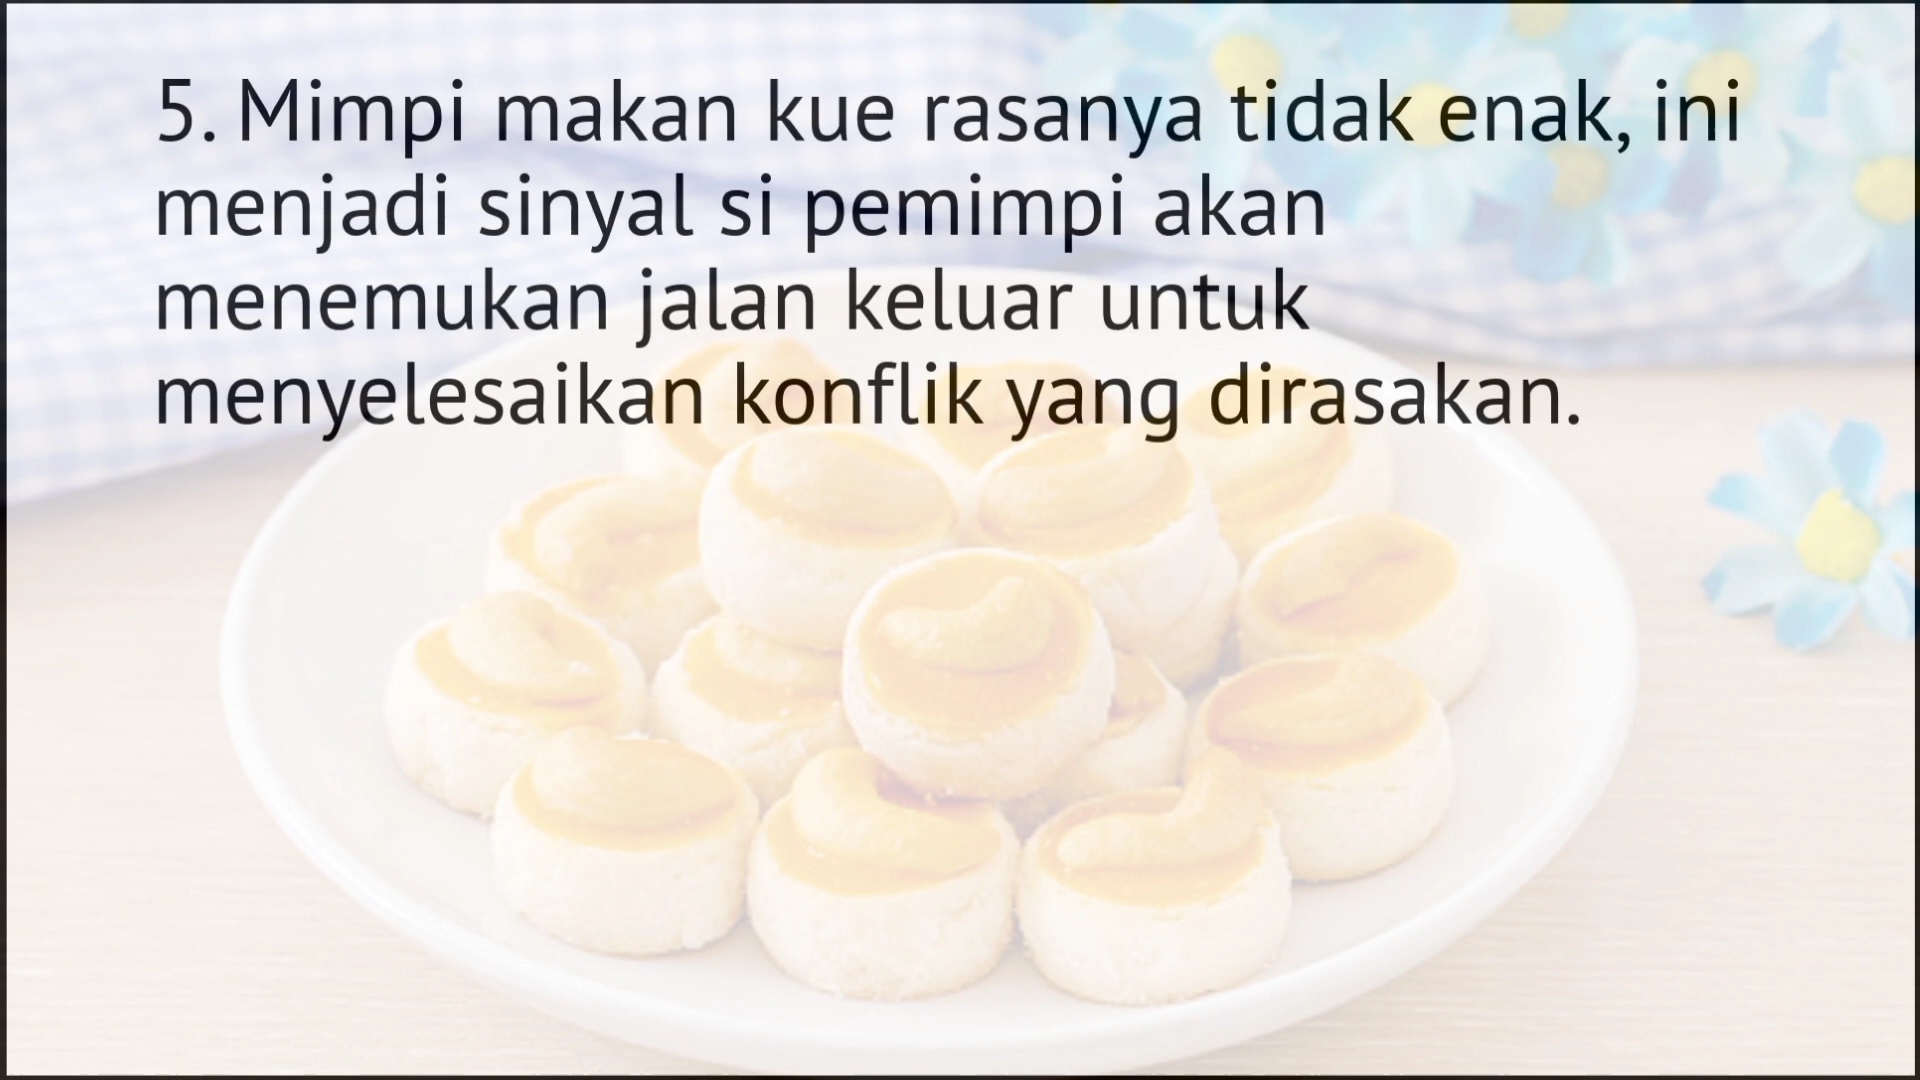 5. Mimpi makan kue rasanya tidak enak, ini
menjadi sinyal si pemimpi akan
menemukan jalan keluar untuk
menyelesaikan konflik yang dirasakan.